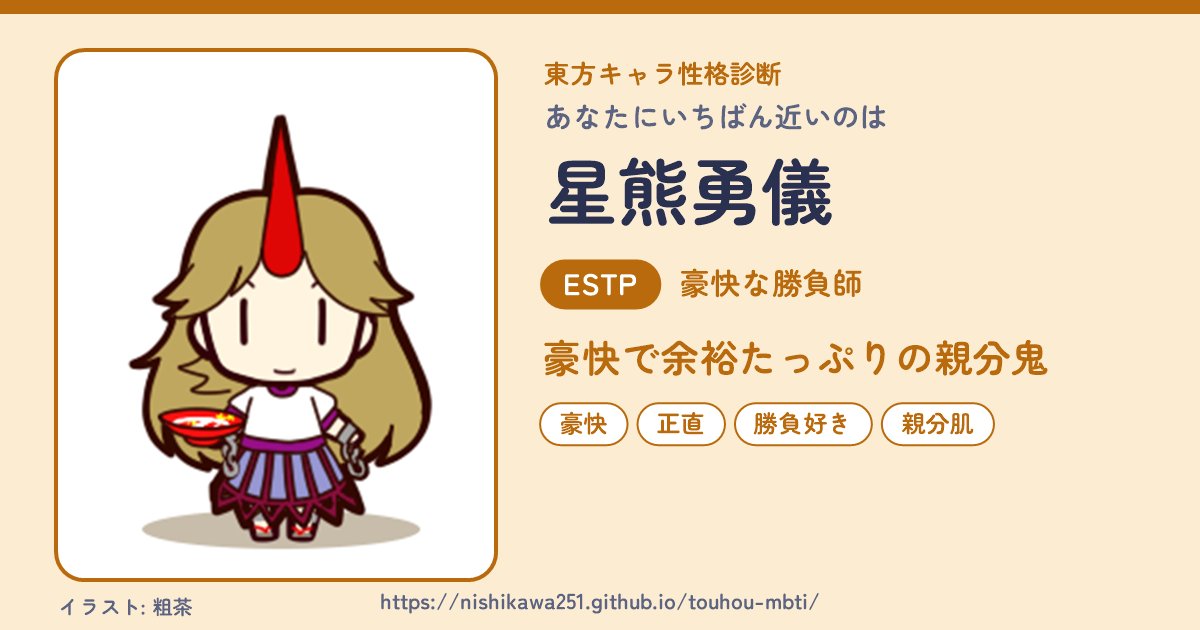 東方キャラ性格診断
あなたにいちばん近いのは
星熊勇儀
ESTP 豪快な勝負師
豪快で余裕たっぷりの親分鬼
豪快 正直 勝負好き 親分肌
イラスト: 粗茶
https://nishikawa251.github.io/touhou-mbti/